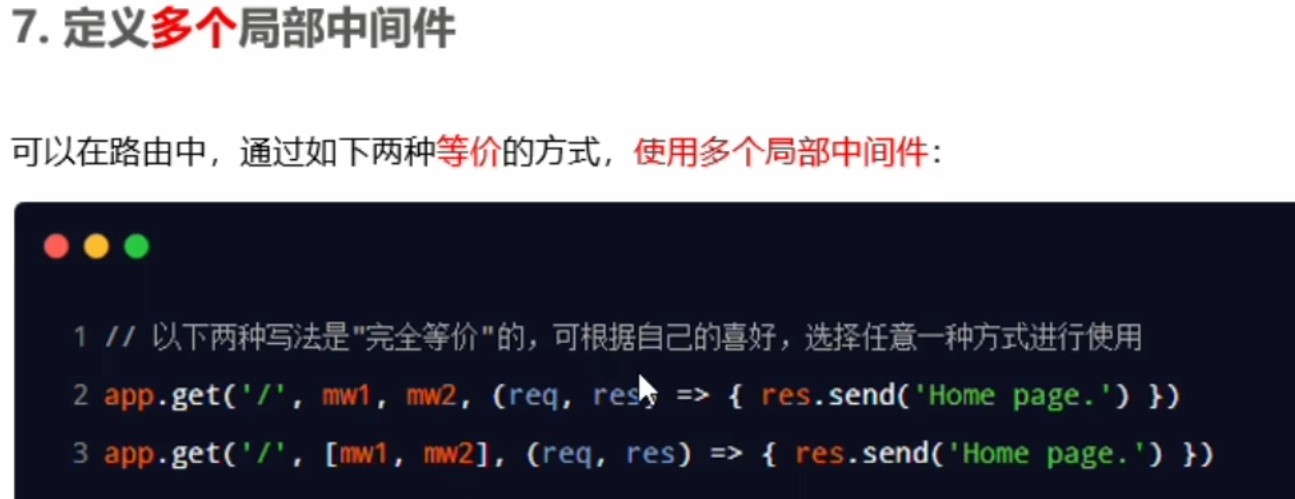 7. 定义多个局部中间件
可以在路由中，通过如下两种等价的方式，使用多个局部中间件：
1 // 以下两种写法是"完全等价"的，可根据自己的喜好，选择任意一种方式进行使用
2 app.get('/', mw1, mw2, (req, res) => { res.send('Home page.') })
3 app.get('/', [mw1, mw2], (req, res) => { res.send('Home page.') })